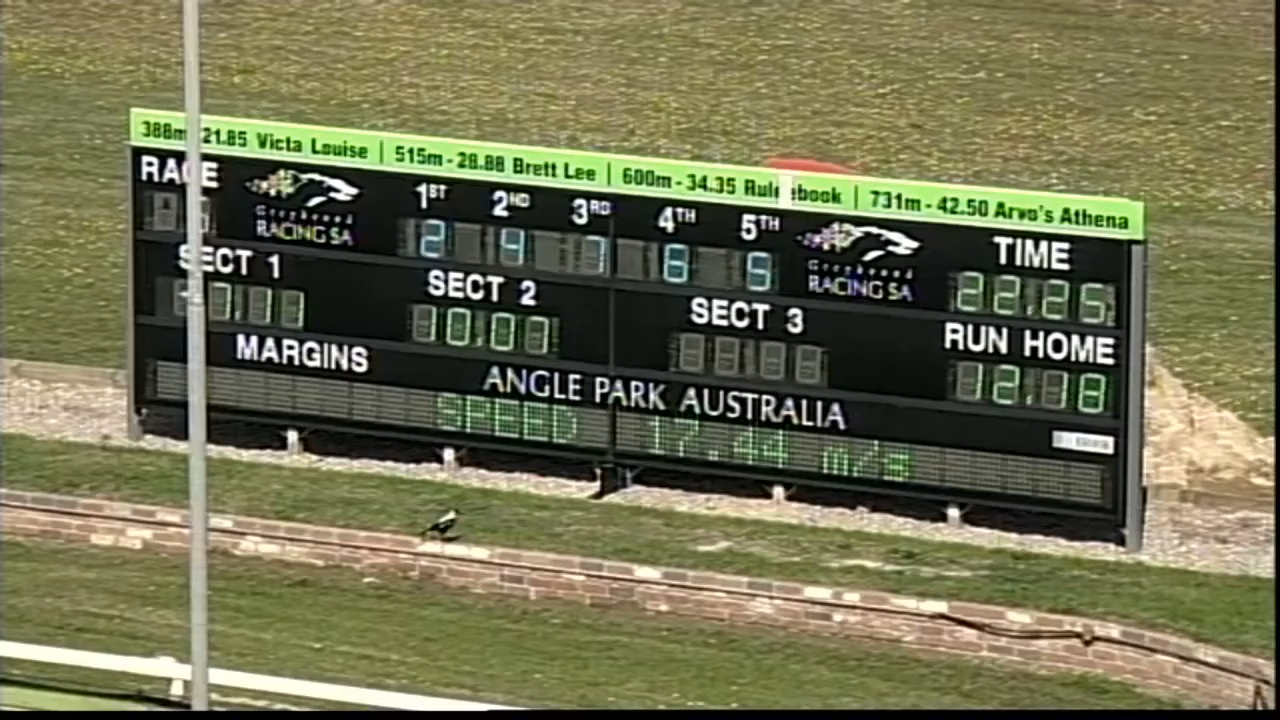 388m 21.85 Victa Louise | 515m - 28.88 Brett Lee | 600m - 34.35 Rulebook | 731m - 42.50 Arvo's Athena
RACE
Greyhound
RACING SA
1ST 2ND 3RD 4TH 5TH
2 4 7 6 5
Greyhound
RACING SA
TIME
22.25
SECT 1
SECT 2
SECT 3
RUN HOME
12.18
MARGINS
ANGLE PARK AUSTRALIA
SPEED 17.44 m/s